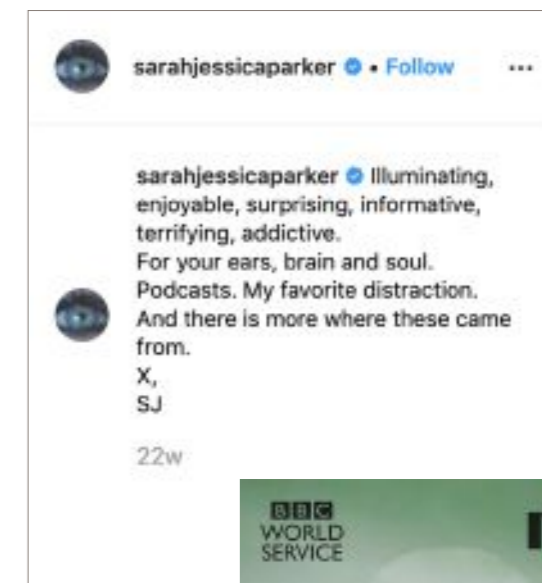 sarahjessicaparker • Follow ...
sarahjessicaparker Illuminating,
enjoyable, surprising, informative,
terrifying, addictive.
For your ears, brain and soul.
Podcasts. My favorite distraction.
And there is more where these came
from.
X,
SJ
22w
BBC
WORLD
SERVICE